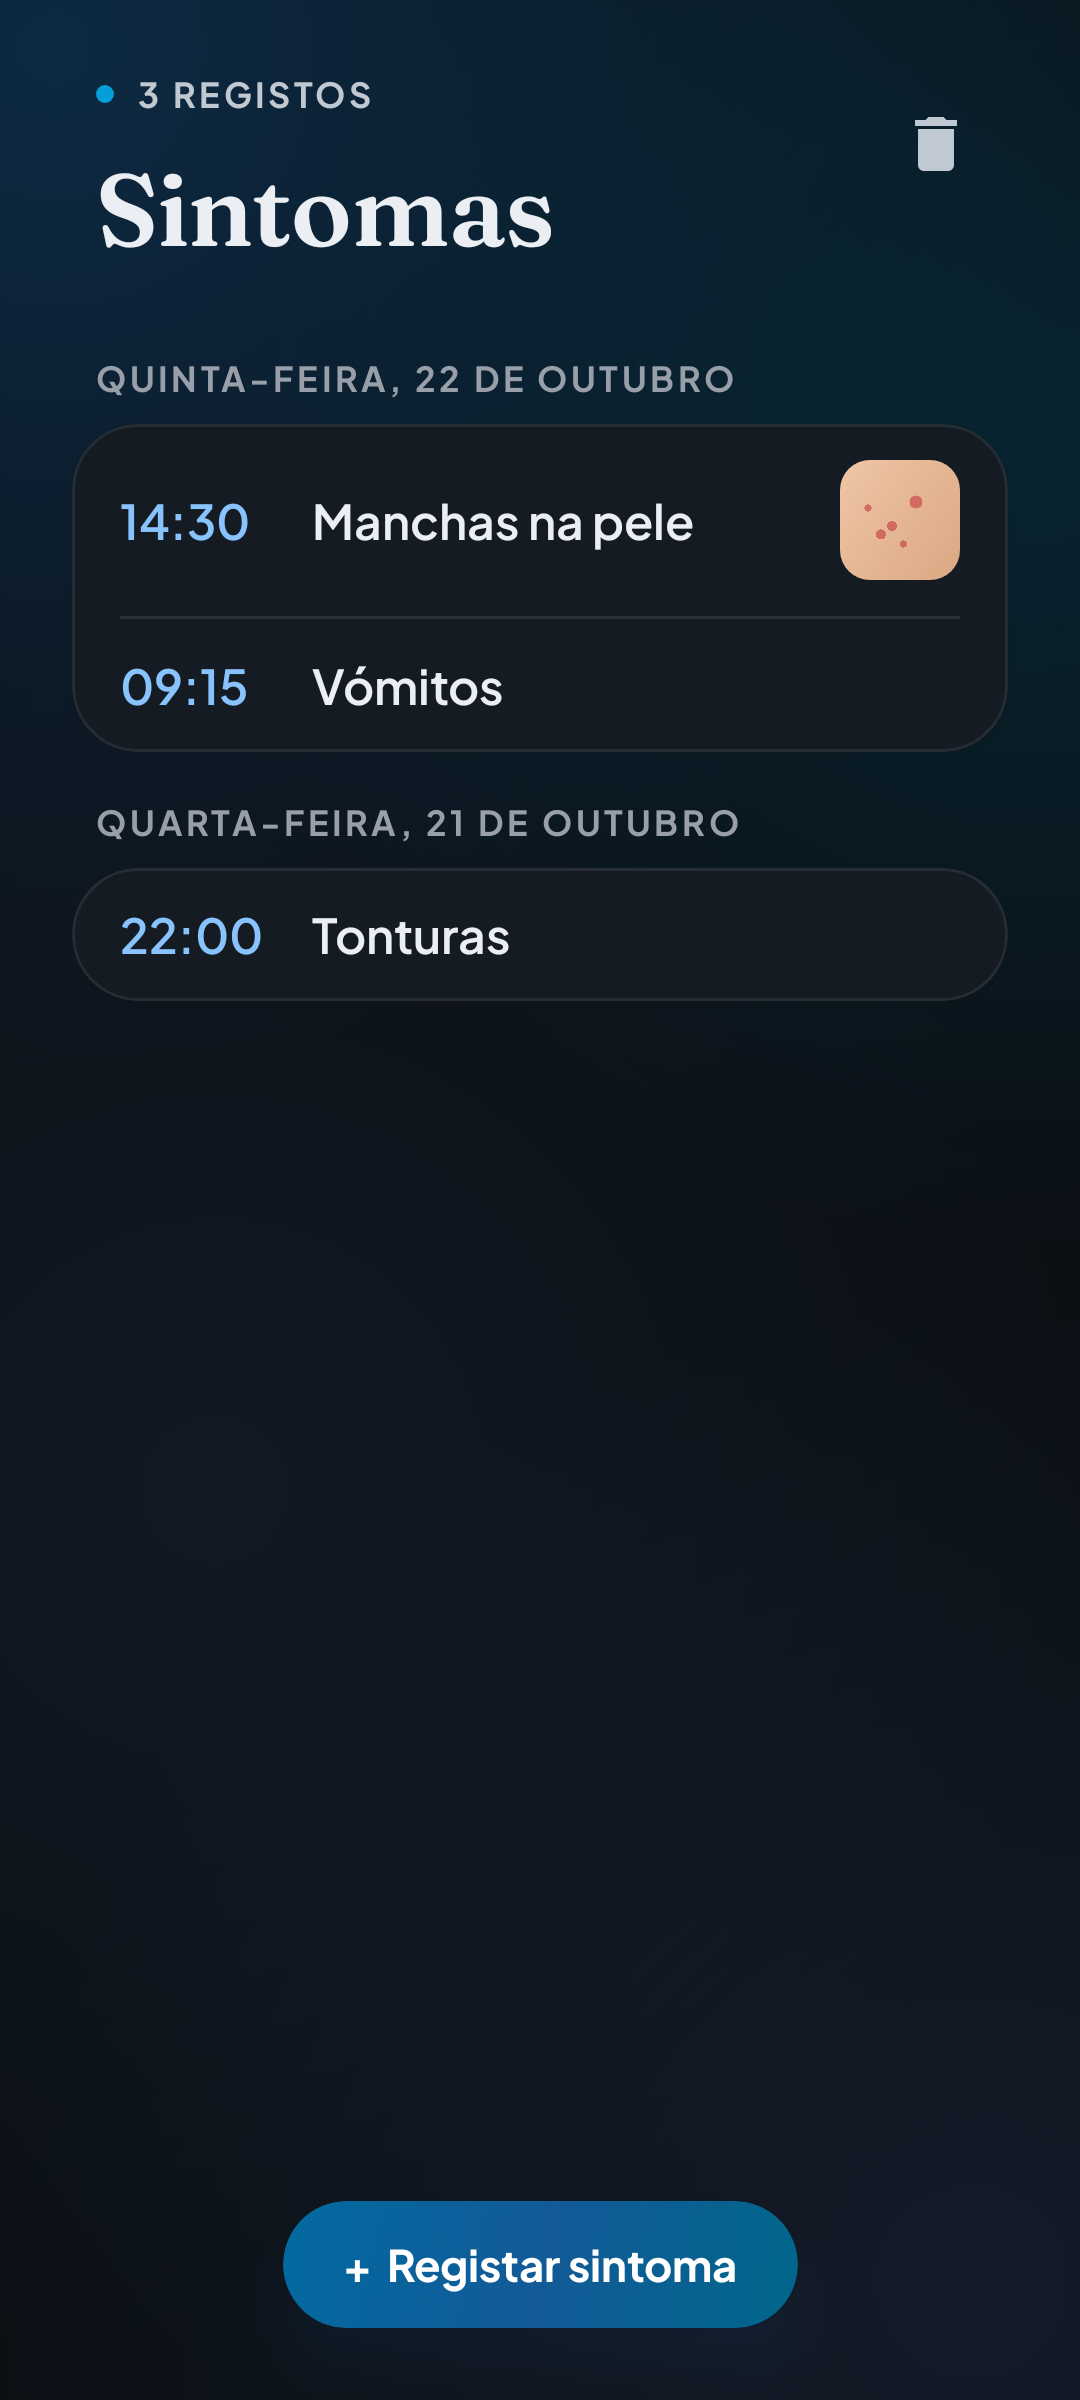 3 REGISTOS
Sintomas
QUINTA-FEIRA, 22 DE OUTUBRO
14:30 Manchas na pele
09:15 Vómitos
QUARTA-FEIRA, 21 DE OUTUBRO
22:00 Tonturas
+ Registar sintoma